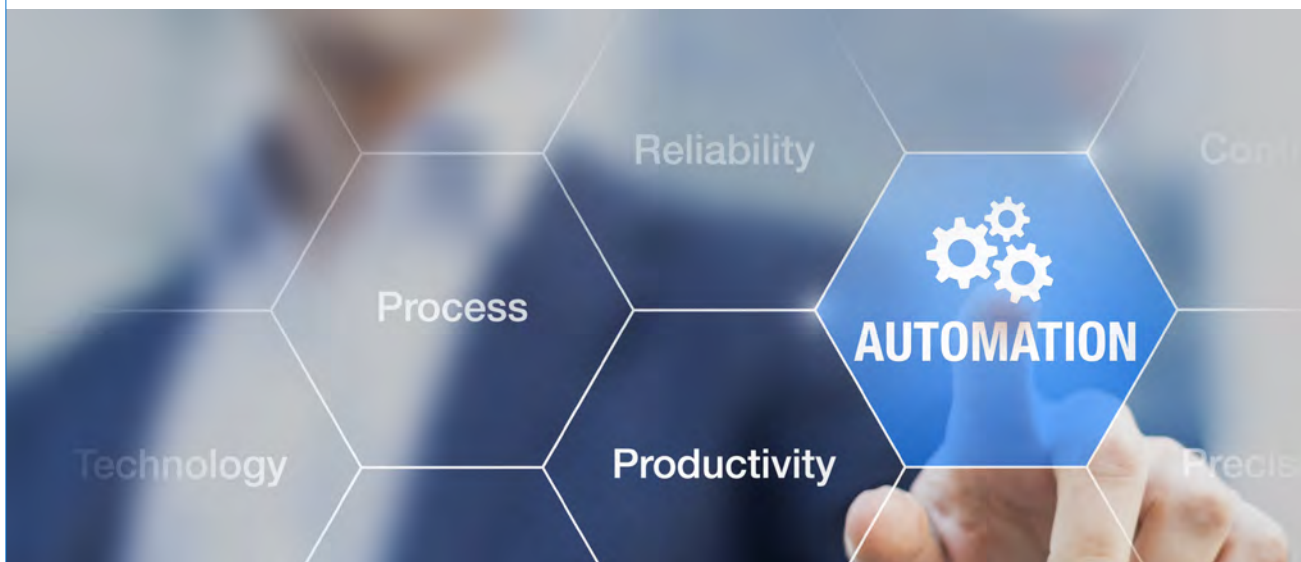 Reliability
Process
AUTOMATION
Technology
Productivity